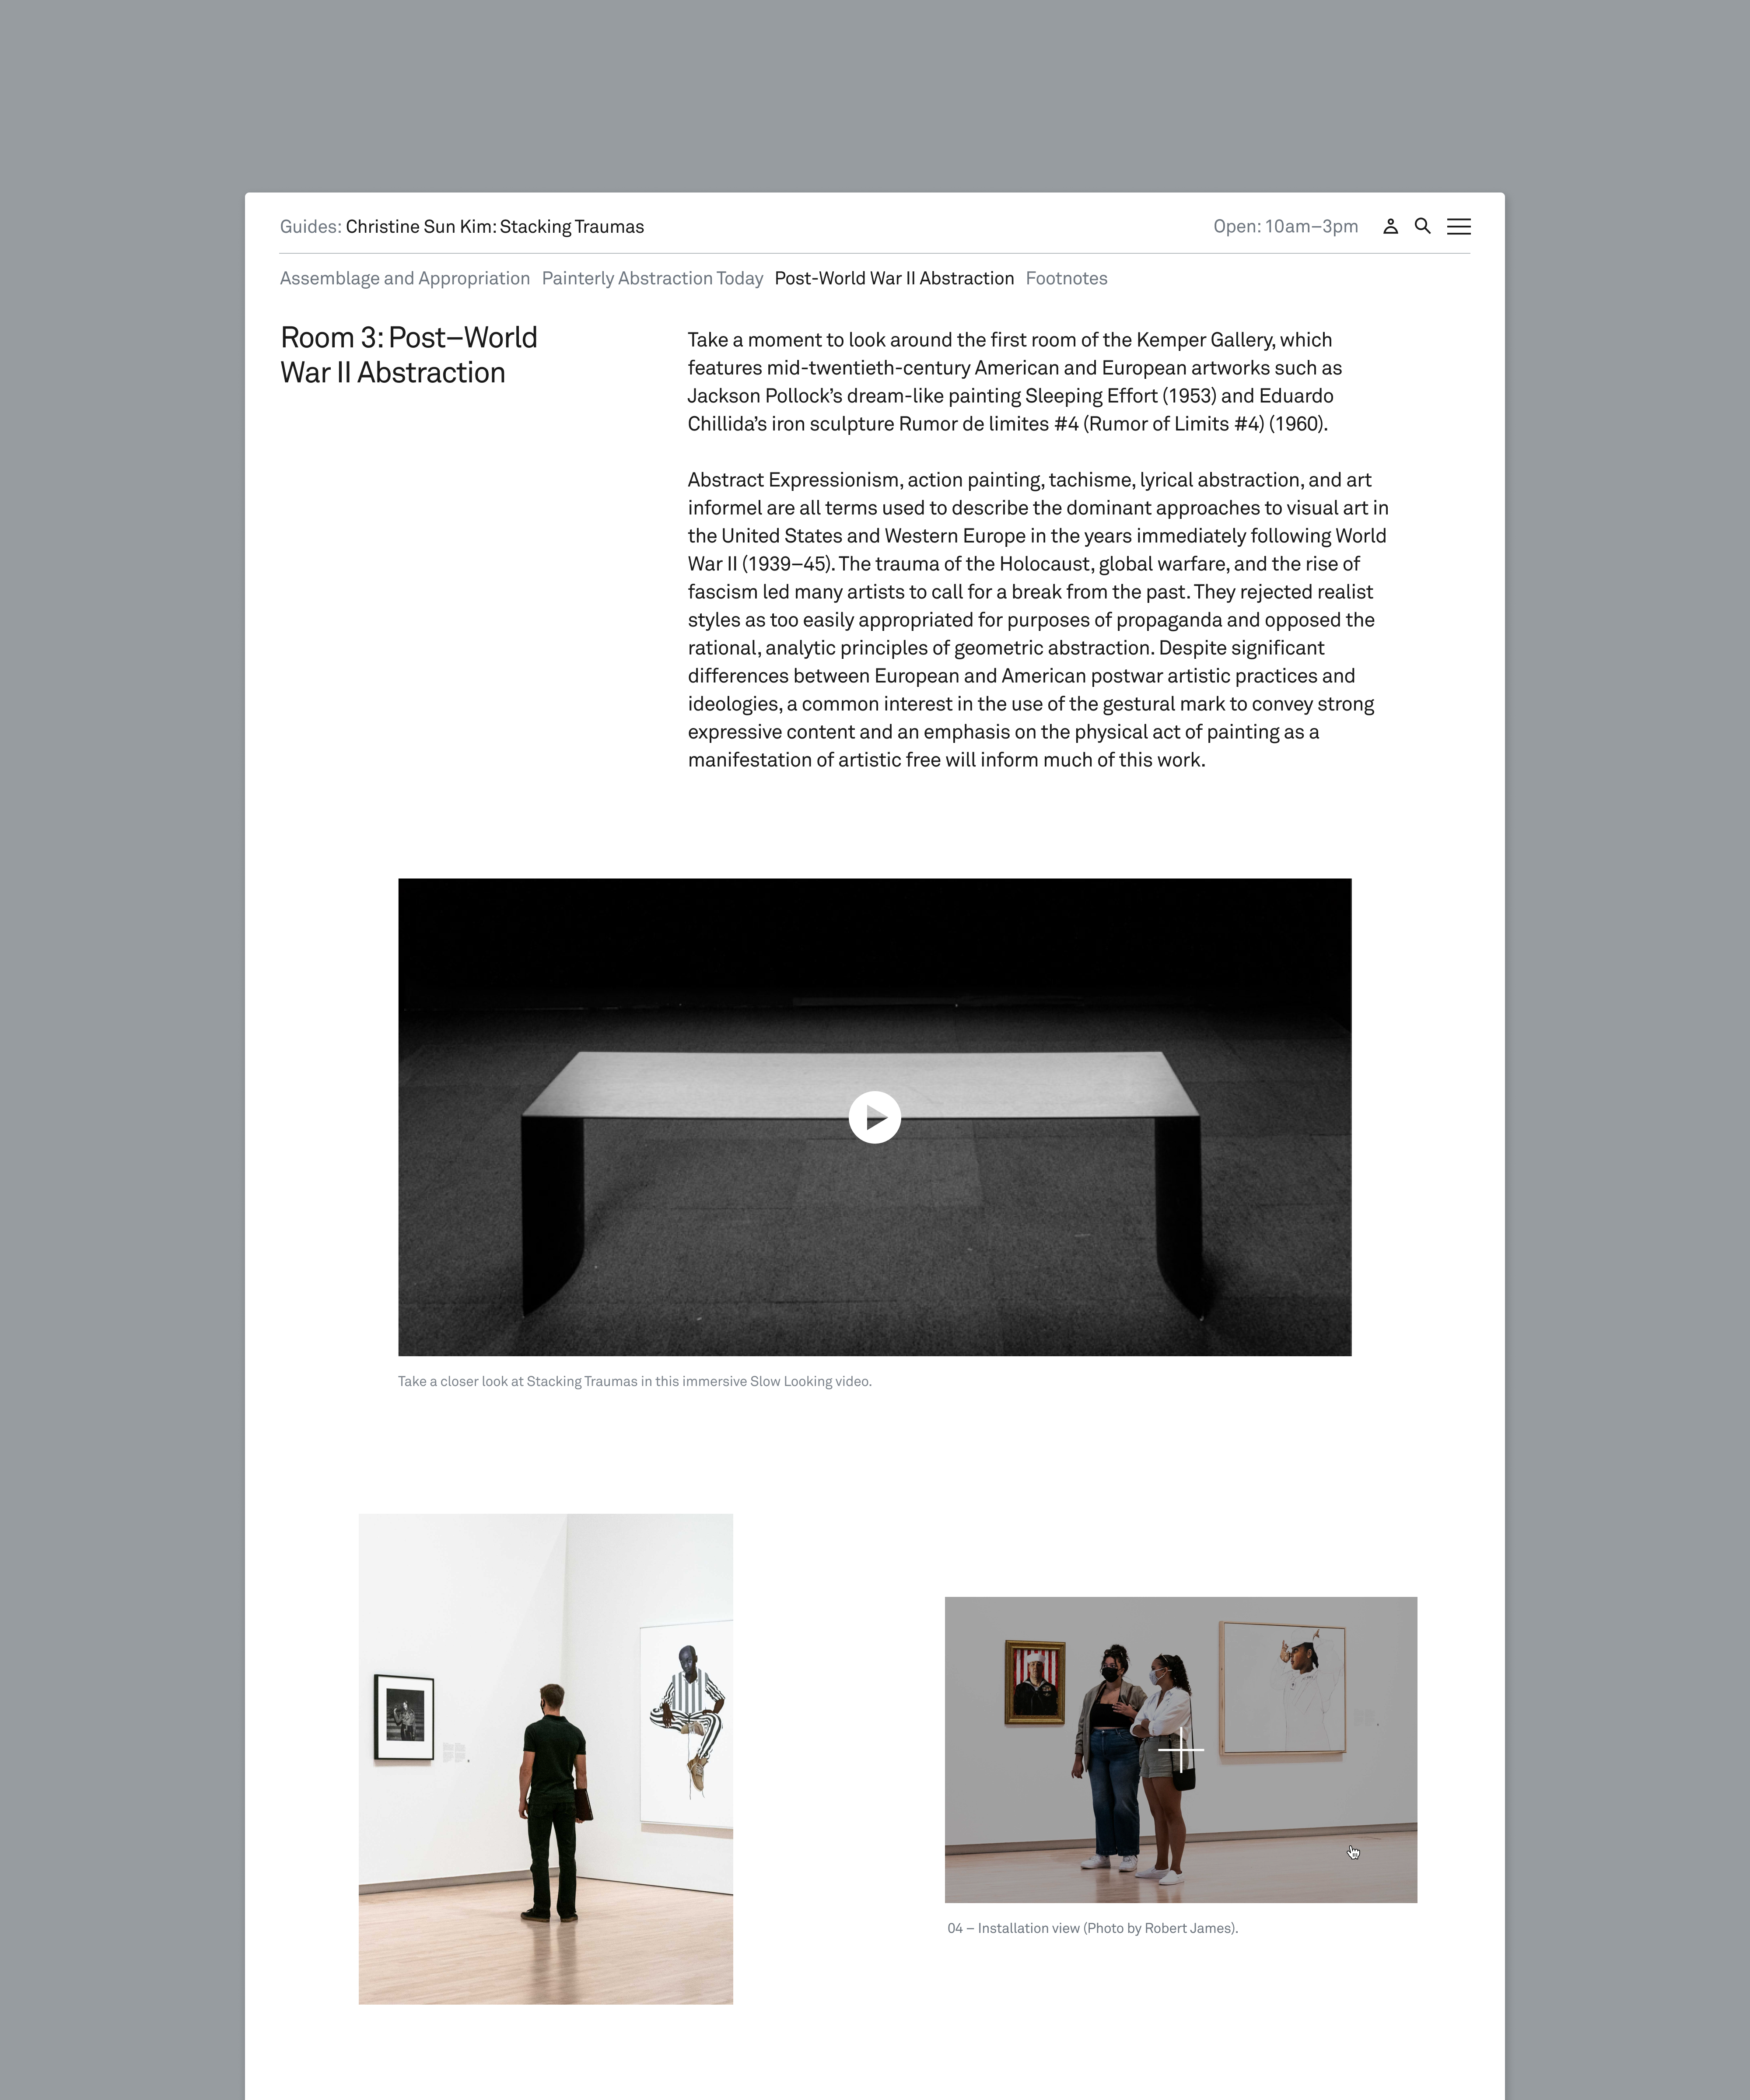 Guides: Christine Sun Kim: Stacking Traumas
Open: 10am–3pm
Assemblage and Appropriation Painterly Abstraction Today Post-World War II Abstraction Footnotes
Room 3: Post–World
War II Abstraction
Take a moment to look around the first room of the Kemper Gallery, which
features mid-twentieth-century American and European artworks such as
Jackson Pollock’s dream-like painting Sleeping Effort (1953) and Eduardo
Chillida’s iron sculpture Rumor de limites #4 (Rumor of Limits #4) (1960).
Abstract Expressionism, action painting, tachisme, lyrical abstraction, and art
informel are all terms used to describe the dominant approaches to visual art in
the United States and Western Europe in the years immediately following World
War II (1939–45). The trauma of the Holocaust, global warfare, and the rise of
fascism led many artists to call for a break from the past. They rejected realist
styles as too easily appropriated for purposes of propaganda and opposed the
rational, analytic principles of geometric abstraction. Despite significant
differences between European and American postwar artistic practices and
ideologies, a common interest in the use of the gestural mark to convey strong
expressive content and an emphasis on the physical act of painting as a
manifestation of artistic free will inform much of this work.
Take a closer look at Stacking Traumas in this immersive Slow Looking video.
04 – Installation view (Photo by Robert James).